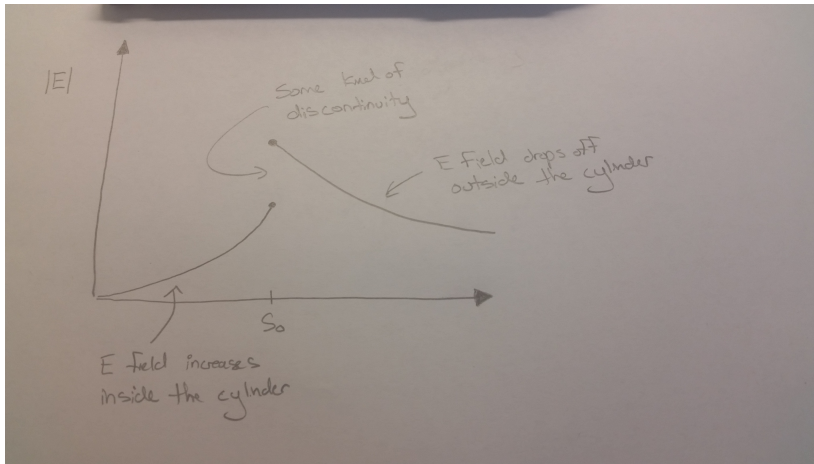 |E|
Some kind of
discontinuity
E field drops off
outside the cylinder
S₀
E field increases
inside the cylinder